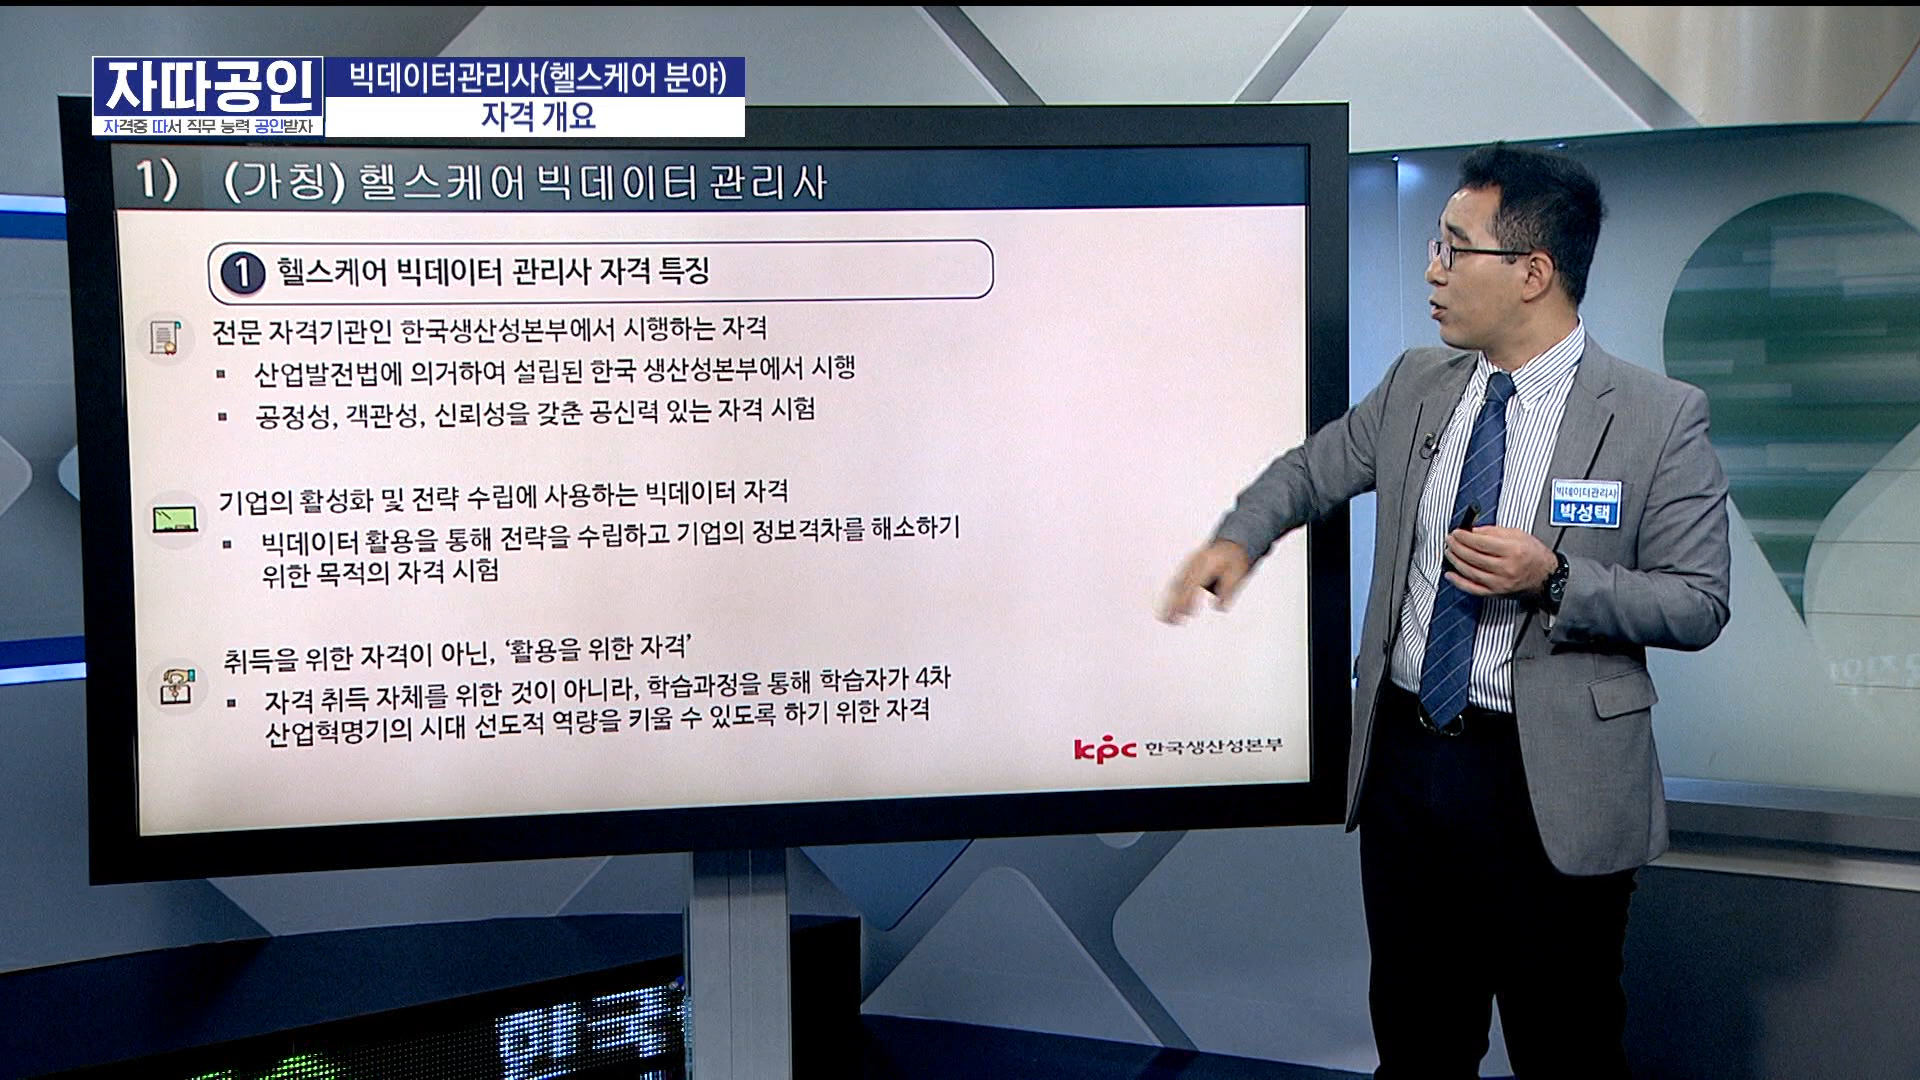 자따공인
자격증 따서 직무 능력 공인받자
빅데이터관리사(헬스케어 분야)
자격 개요
1) (가칭) 헬스케어 빅데이터 관리사
1 헬스케어 빅데이터 관리사 자격 특징
전문 자격기관인 한국생산성본부에서 시행하는 자격
▪ 산업발전법에 의거하여 설립된 한국 생산성본부에서 시행
▪ 공정성, 객관성, 신뢰성을 갖춘 공신력 있는 자격 시험
기업의 활성화 및 전략 수립에 사용하는 빅데이터 자격
▪ 빅데이터 활용을 통해 전략을 수립하고 기업의 정보격차를 해소하기
위한 목적의 자격 시험
취득을 위한 자격이 아닌, ‘활용을 위한 자격’
▪ 자격 취득 자체를 위한 것이 아니라, 학습과정을 통해 학습자가 4차
산업혁명기의 시대 선도적 역량을 키울 수 있도록 하기 위한 자격
kpc 한국생산성본부
빅데이터관리사
박성택